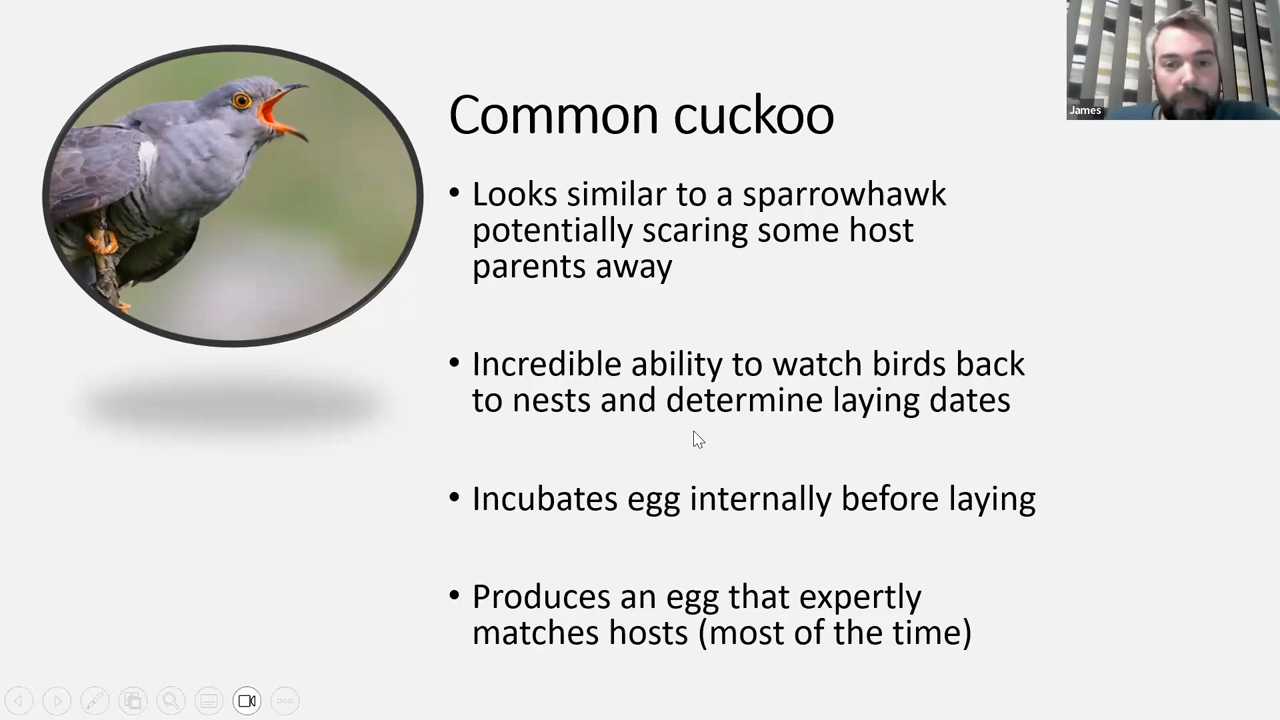 James
Common cuckoo
• Looks similar to a sparrowhawk
potentially scaring some host
parents away
• Incredible ability to watch birds back
to nests and determine laying dates
• Incubates egg internally before laying
• Produces an egg that expertly
matches hosts (most of the time)